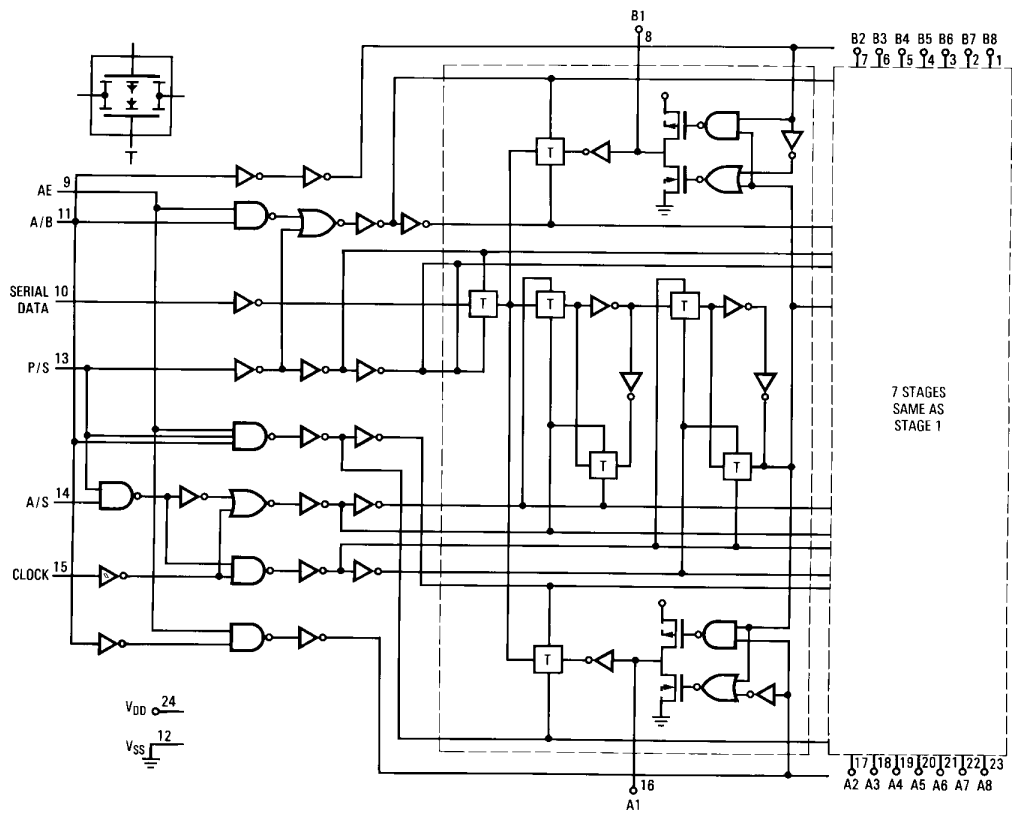 B1
8
B2 B3 B4 B5 B6 B7 B8
7 6 5 4 3 2 1
T
AE 9
A/B 11
SERIAL 10
DATA
P/S 13
A/S 14
CLOCK 15
T
T
T
T
T
T
T
7 STAGES
SAME AS
STAGE 1
VDD 24
VSS 12
16
A1
17 18 19 20 21 22 23
A2 A3 A4 A5 A6 A7 A8